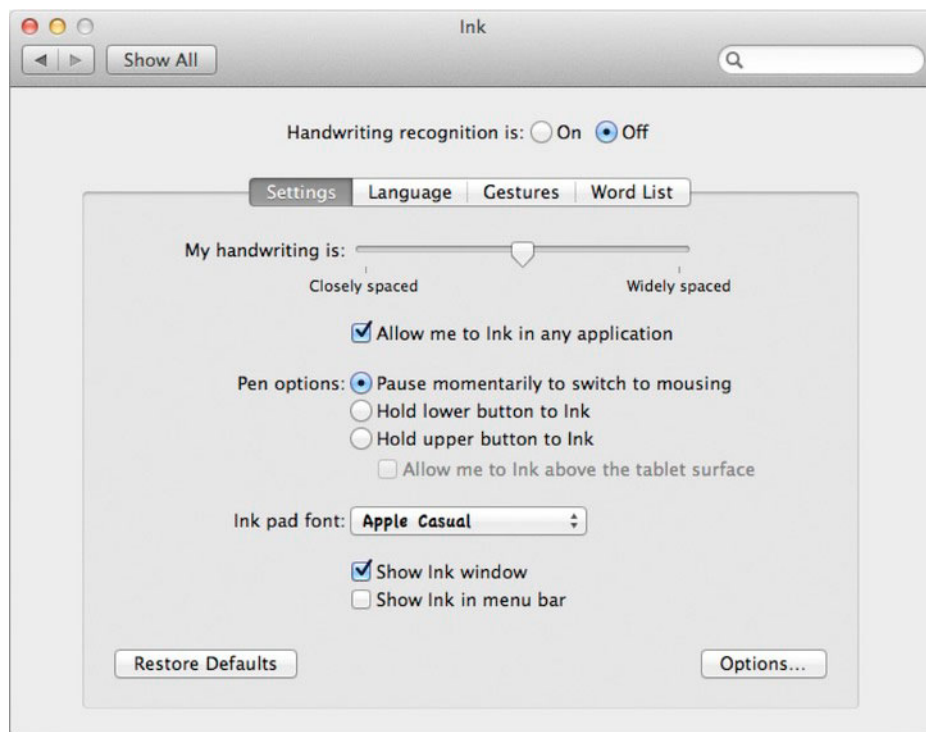 Ink
Show All
Handwriting recognition is: On Off
Settings Language Gestures Word List
My handwriting is:
Closely spaced Widely spaced
Allow me to Ink in any application
Pen options: Pause momentarily to switch to mousing
Hold lower button to Ink
Hold upper button to Ink
Allow me to Ink above the tablet surface
Ink pad font: Apple Casual
Show Ink window
Show Ink in menu bar
Restore Defaults Options...